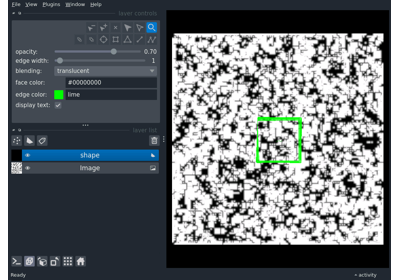 File View Plugins Window Help
layer controls
opacity: 0.70
edge width: 1
blending: translucent
face color: #00000000
edge color: lime
display text:
layer list
shape
Image
Ready
activity